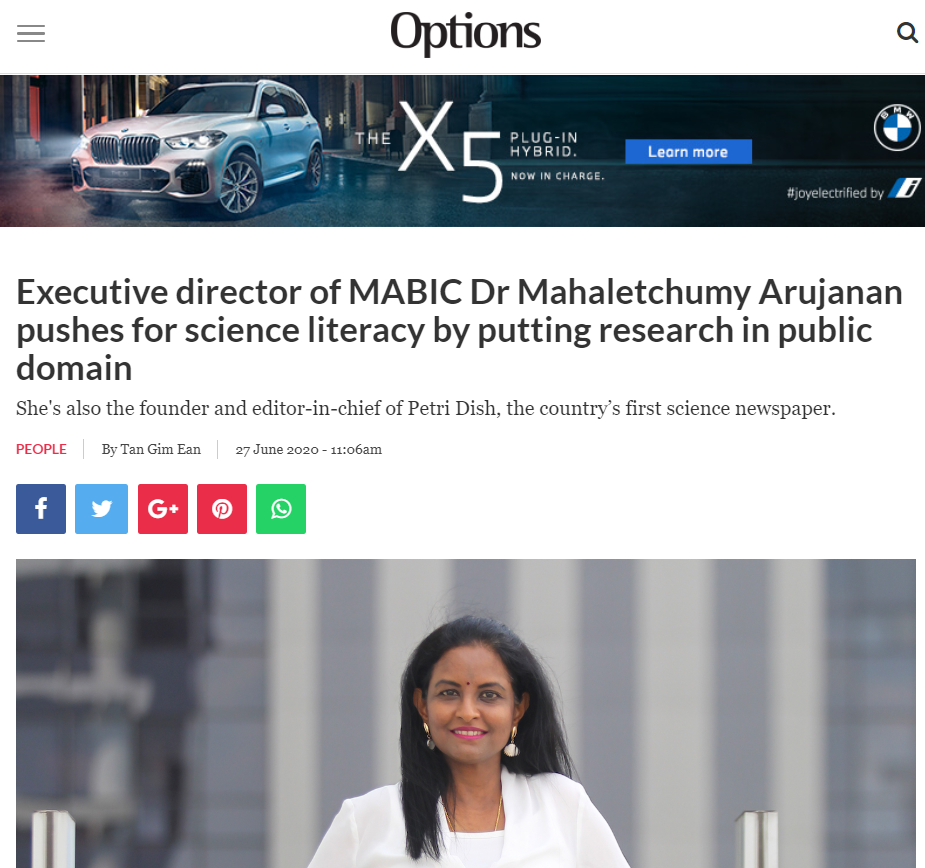 Options
THE X5 PLUG-IN
HYBRID.
NOW IN CHARGE.
Learn more
BMW
#joyelectrified by i
Executive director of MABIC Dr Mahaletchumy Arujanan
pushes for science literacy by putting research in public
domain
She's also the founder and editor-in-chief of Petri Dish, the country’s first science newspaper.
PEOPLE By Tan Gim Ean 27 June 2020 - 11:06am
f G+